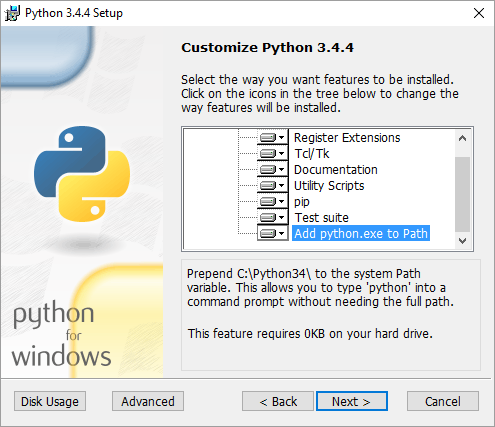 Python 3.4.4 Setup
Customize Python 3.4.4
Select the way you want features to be installed.
Click on the icons in the tree below to change the
way features will be installed.
Register Extensions
Tcl/Tk
Documentation
Utility Scripts
pip
Test suite
Add python.exe to Path
Prepend C:\Python34\ to the system Path
variable. This allows you to type 'python' into a
command prompt without needing the full path.
This feature requires 0KB on your hard drive.
python
for
windows
Disk Usage
Advanced
< Back
Next >
Cancel